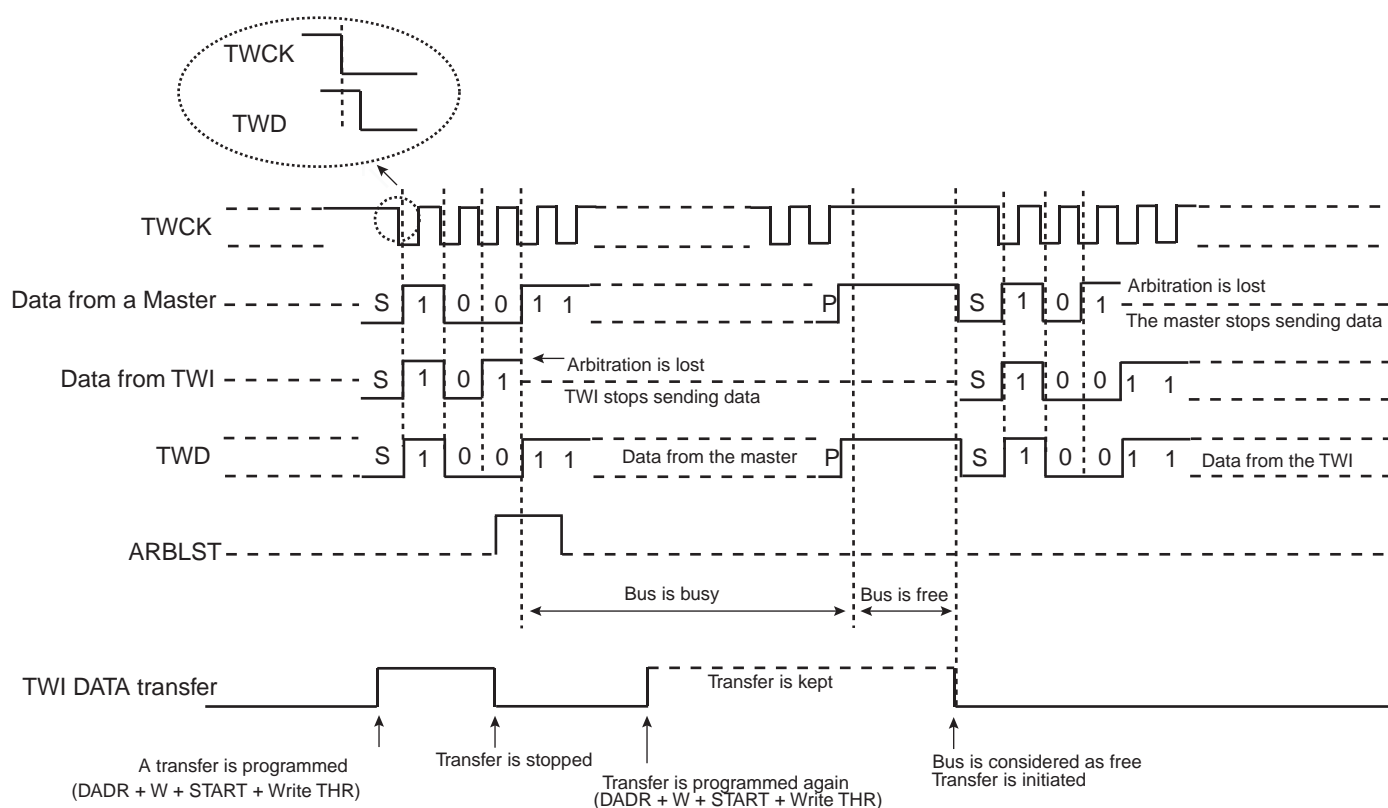 TWCK
TWD
TWCK
Data from a Master
S 1 0 0 1 1
P
S 1 0 1
Arbitration is lost
The master stops sending data
Data from TWI
S 1 0 1
Arbitration is lost
TWI stops sending data
S 1 0 0 1 1
TWD
S 1 0 0 1 1
Data from the master
P
S 1 0 0 1 1
Data from the TWI
ARBLST
Bus is busy
Bus is free
TWI DATA transfer
Transfer is kept
A transfer is programmed
(DADR + W + START + Write THR)
Transfer is stopped
Transfer is programmed again
(DADR + W + START + Write THR)
Bus is considered as free
Transfer is initiated